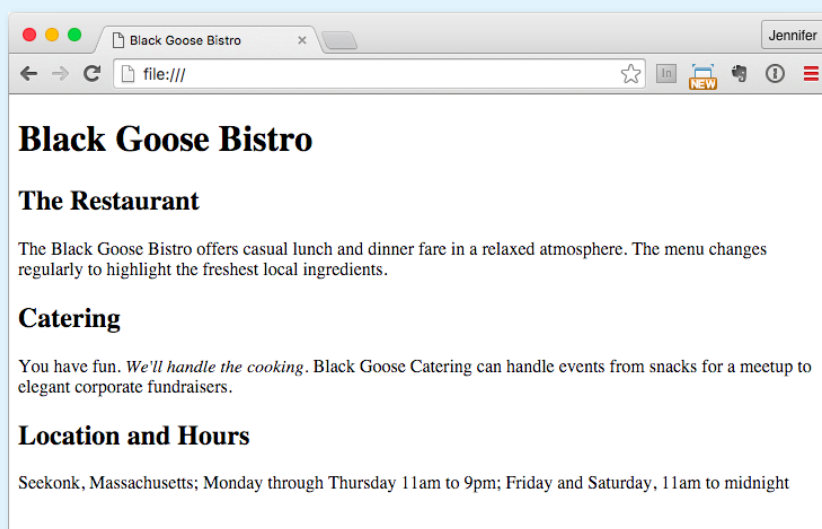 Black Goose Bistro
Jennifer
file:///
In
NEW
Black Goose Bistro
The Restaurant
The Black Goose Bistro offers casual lunch and dinner fare in a relaxed atmosphere. The menu changes
regularly to highlight the freshest local ingredients.
Catering
You have fun. We'll handle the cooking. Black Goose Catering can handle events from snacks for a meetup to
elegant corporate fundraisers.
Location and Hours
Seekonk, Massachusetts; Monday through Thursday 11am to 9pm; Friday and Saturday, 11am to midnight